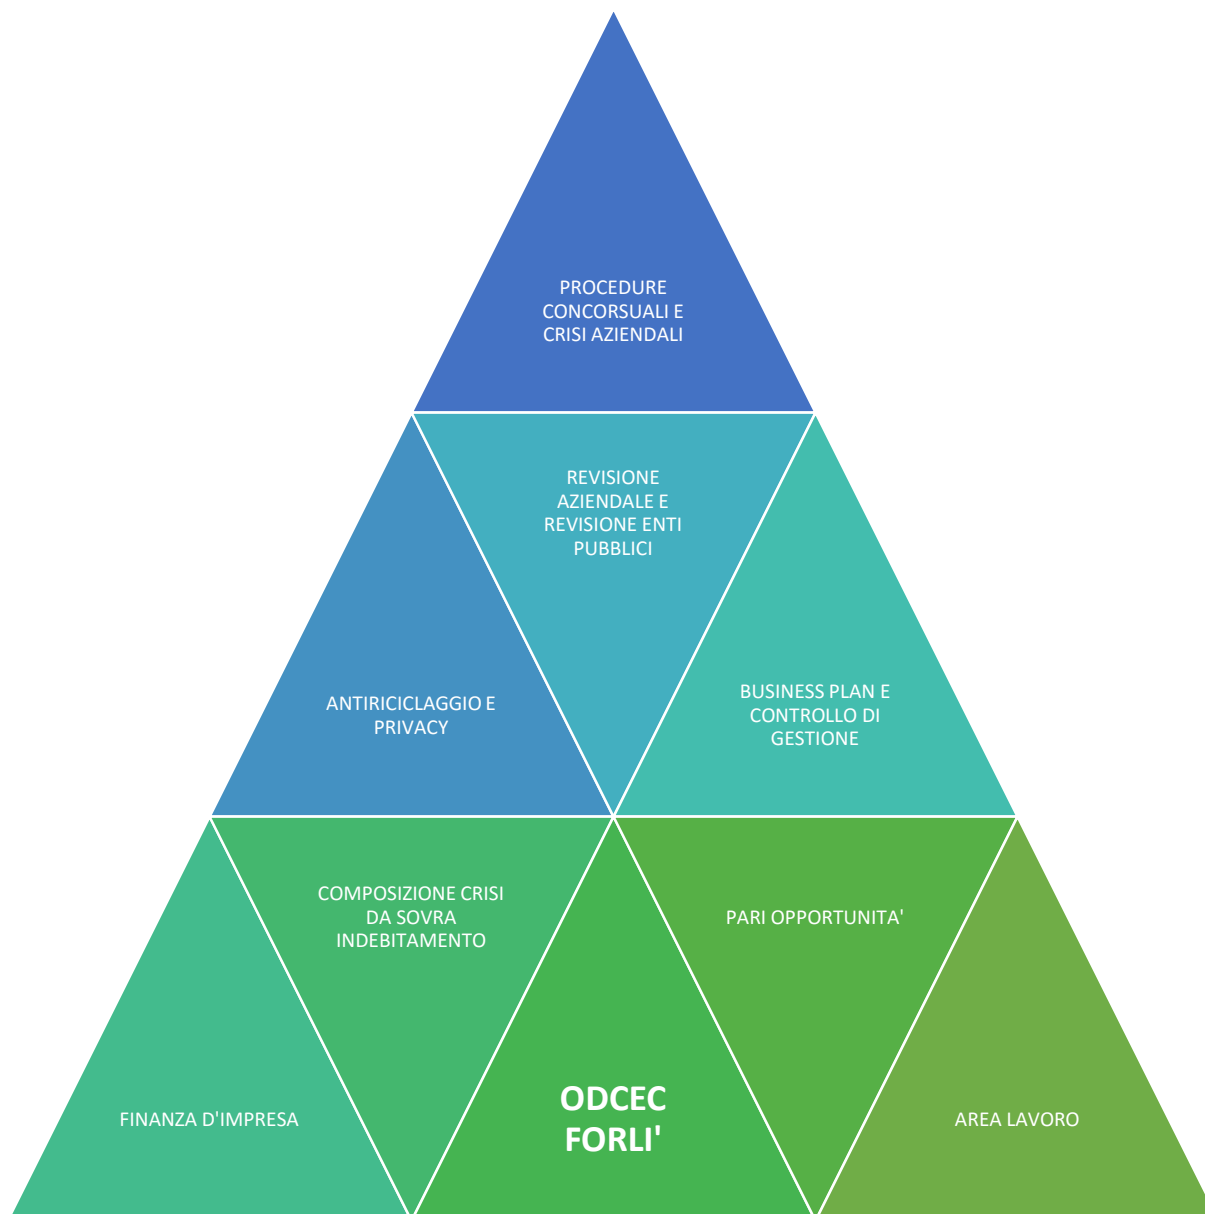 PROCEDURE
CONCORSUALI E
CRISI AZIENDALI
REVISIONE
AZIENDALE E
REVISIONE ENTI
PUBBLICI
ANTIRICICLAGGIO E
PRIVACY
BUSINESS PLAN E
CONTROLLO DI
GESTIONE
COMPOSIZIONE CRISI
DA SOVRA
INDEBITAMENTO
PARI OPPORTUNITA'
FINANZA D'IMPRESA
ODCEC
FORLI'
AREA LAVORO